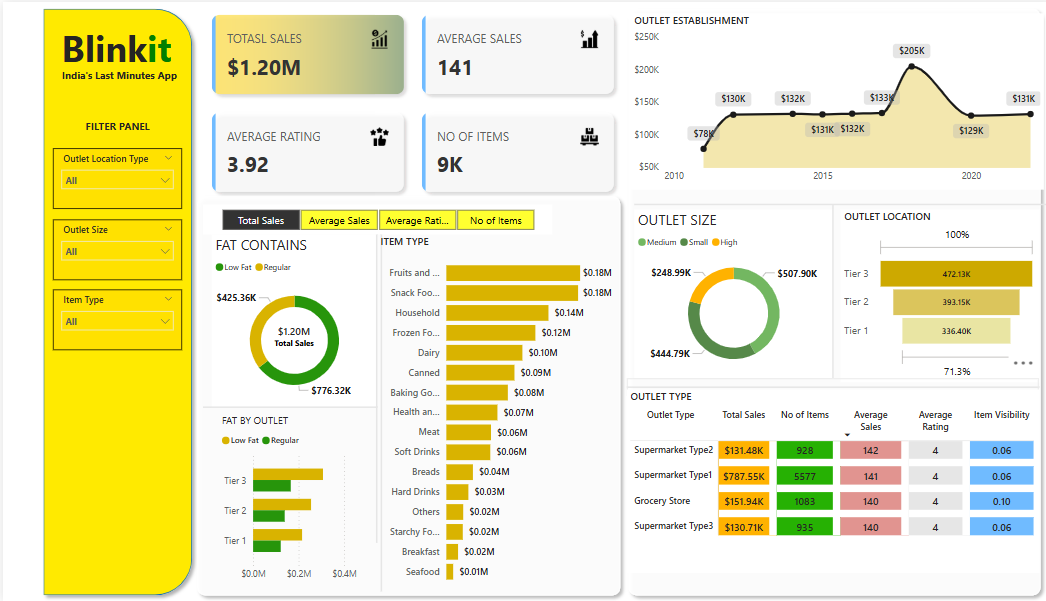 Blinkit
India's Last Minutes App
FILTER PANEL
Outlet Location Type
All
Outlet Size
All
Item Type
All
TOTASL SALES
$1.20M
AVERAGE SALES
141
AVERAGE RATING
3.92
NO OF ITEMS
9K
OUTLET ESTABLISHMENT
$250K
$200K
$150K
$100K
$50K
$78K
$130K
$132K
$131K
$132K
$133K
$205K
$129K
$131K
2010
2015
2020
Total Sales
Average Sales
Average Rati...
No of Items
FAT CONTAINS
Low Fat
Regular
$425.36K
$1.20M
Total Sales
$776.32K
FAT BY OUTLET
Low Fat
Regular
Tier 3
Tier 2
Tier 1
$0.0M
$0.2M
$0.4M
ITEM TYPE
Fruits and ... $0.18M
Snack Foo... $0.18M
Household $0.14M
Frozen Fo... $0.12M
Dairy $0.10M
Canned $0.09M
Baking Go... $0.08M
Health an... $0.07M
Meat $0.06M
Soft Drinks $0.06M
Breads $0.04M
Hard Drinks $0.03M
Others $0.02M
Starchy Fo... $0.02M
Breakfast $0.02M
Seafood $0.01M
OUTLET SIZE
Medium
Small
High
$248.99K
$507.90K
$444.79K
OUTLET LOCATION
100%
Tier 3 472.13K
Tier 2 393.15K
Tier 1 336.40K
71.3%
OUTLET TYPE
Outlet Type Total Sales No of Items Average Sales Average Rating Item Visibility
Supermarket Type2 $131.48K 928 142 4 0.06
Supermarket Type1 $787.55K 5577 141 4 0.06
Grocery Store $151.94K 1083 140 4 0.10
Supermarket Type3 $130.71K 935 140 4 0.06